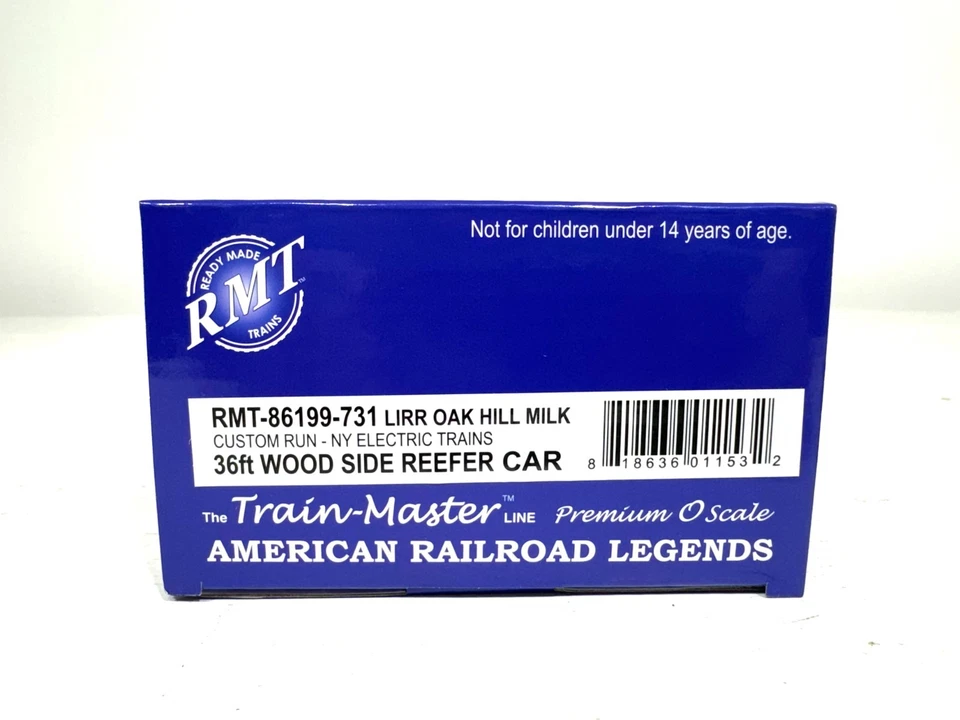 Not for children under 14 years of age.
READY MADE
RMT™
TRAINS
RMT-86199-731 LIRR OAK HILL MILK
CUSTOM RUN - NY ELECTRIC TRAINS
36ft WOOD SIDE REEFER CAR
8 18636 01153 2
The Train-Master™ LINE Premium O Scale
AMERICAN RAILROAD LEGENDS